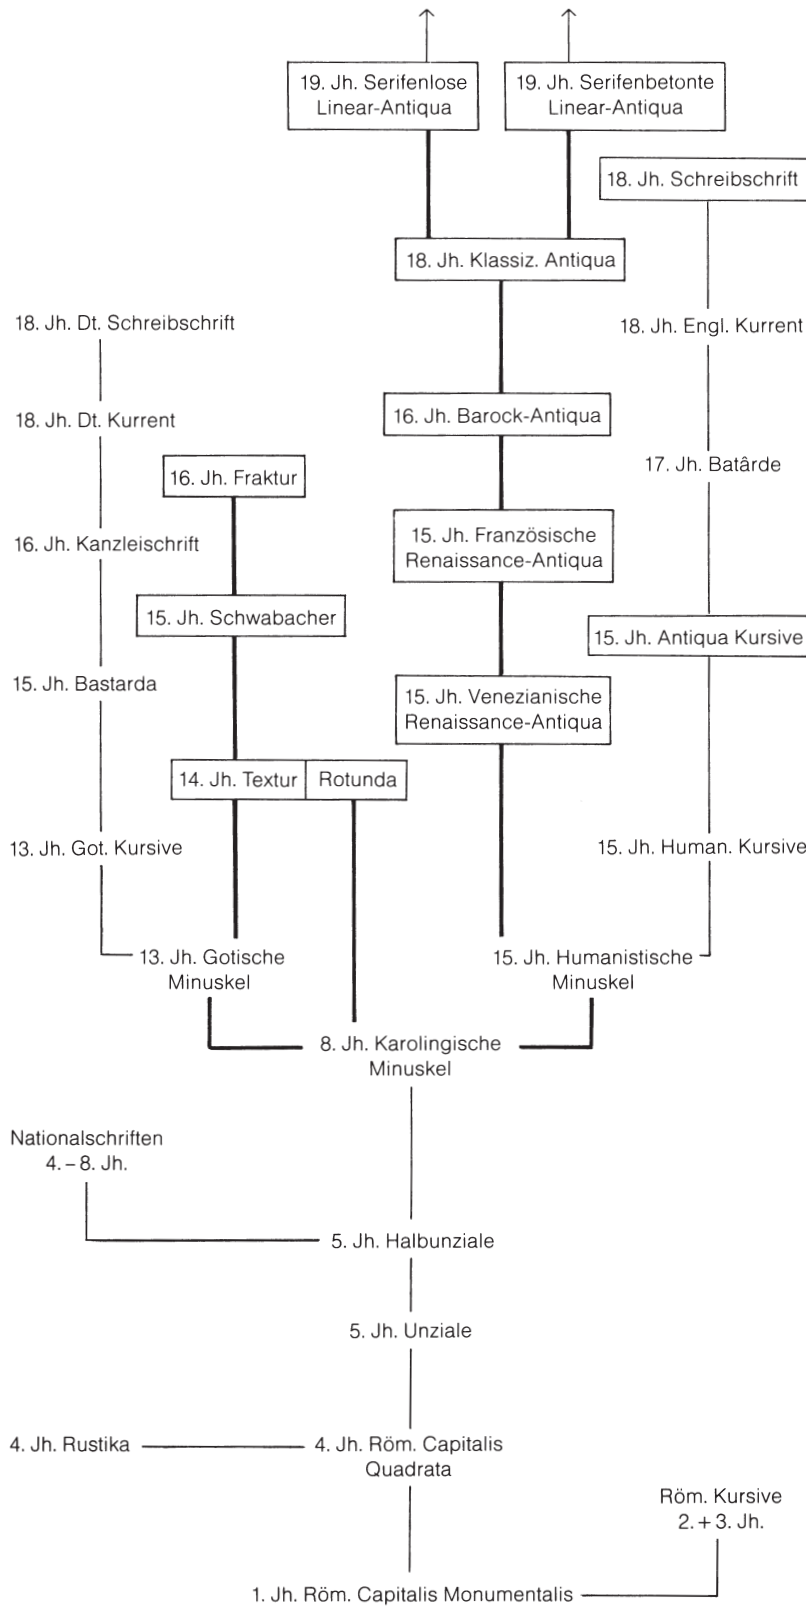 19. Jh. Serifenlose
Linear-Antiqua
19. Jh. Serifenbetonte
Linear-Antiqua
18. Jh. Schreibschrift
18. Jh. Klassiz. Antiqua
18. Jh. Dt. Schreibschrift
18. Jh. Engl. Kurrent
18. Jh. Dt. Kurrent
16. Jh. Barock-Antiqua
16. Jh. Fraktur
17. Jh. Batârde
16. Jh. Kanzleischrift
15. Jh. Französische
Renaissance-Antiqua
15. Jh. Schwabacher
15. Jh. Antiqua Kursive
15. Jh. Bastarda
15. Jh. Venezianische
Renaissance-Antiqua
14. Jh. Textur
Rotunda
13. Jh. Got. Kursive
15. Jh. Human. Kursive
13. Jh. Gotische
Minuskel
15. Jh. Humanistische
Minuskel
8. Jh. Karolingische
Minuskel
Nationalschriften
4.–8. Jh.
5. Jh. Halbunziale
5. Jh. Unziale
4. Jh. Rustika
4. Jh. Röm. Capitalis
Quadrata
Röm. Kursive
2.+3. Jh.
1. Jh. Röm. Capitalis Monumentalis